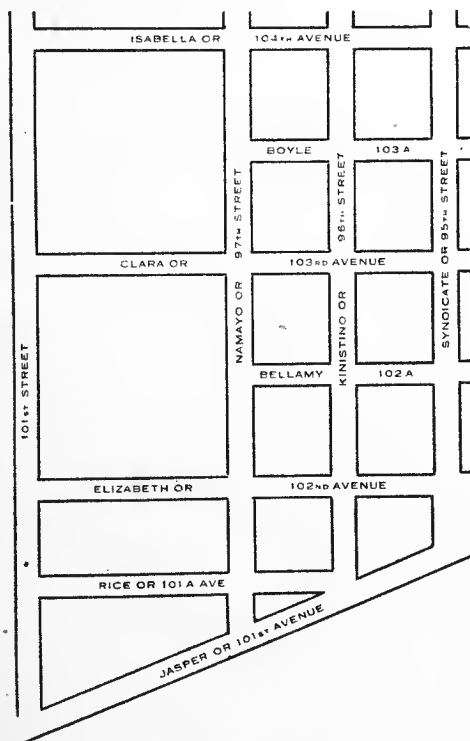 ISABELLA OR 104TH AVENUE
BOYLE 103 A
97TH STREET
96TH STREET
SYNDICATE OR 95TH STREET
CLARA OR 103RD AVENUE
NAMAYO OR
KINISTINO OR
101ST STREET
BELLAMY 102 A
ELIZABETH OR 102ND AVENUE
RICE OR 101 A AVE
JASPER OR 101ST AVENUE